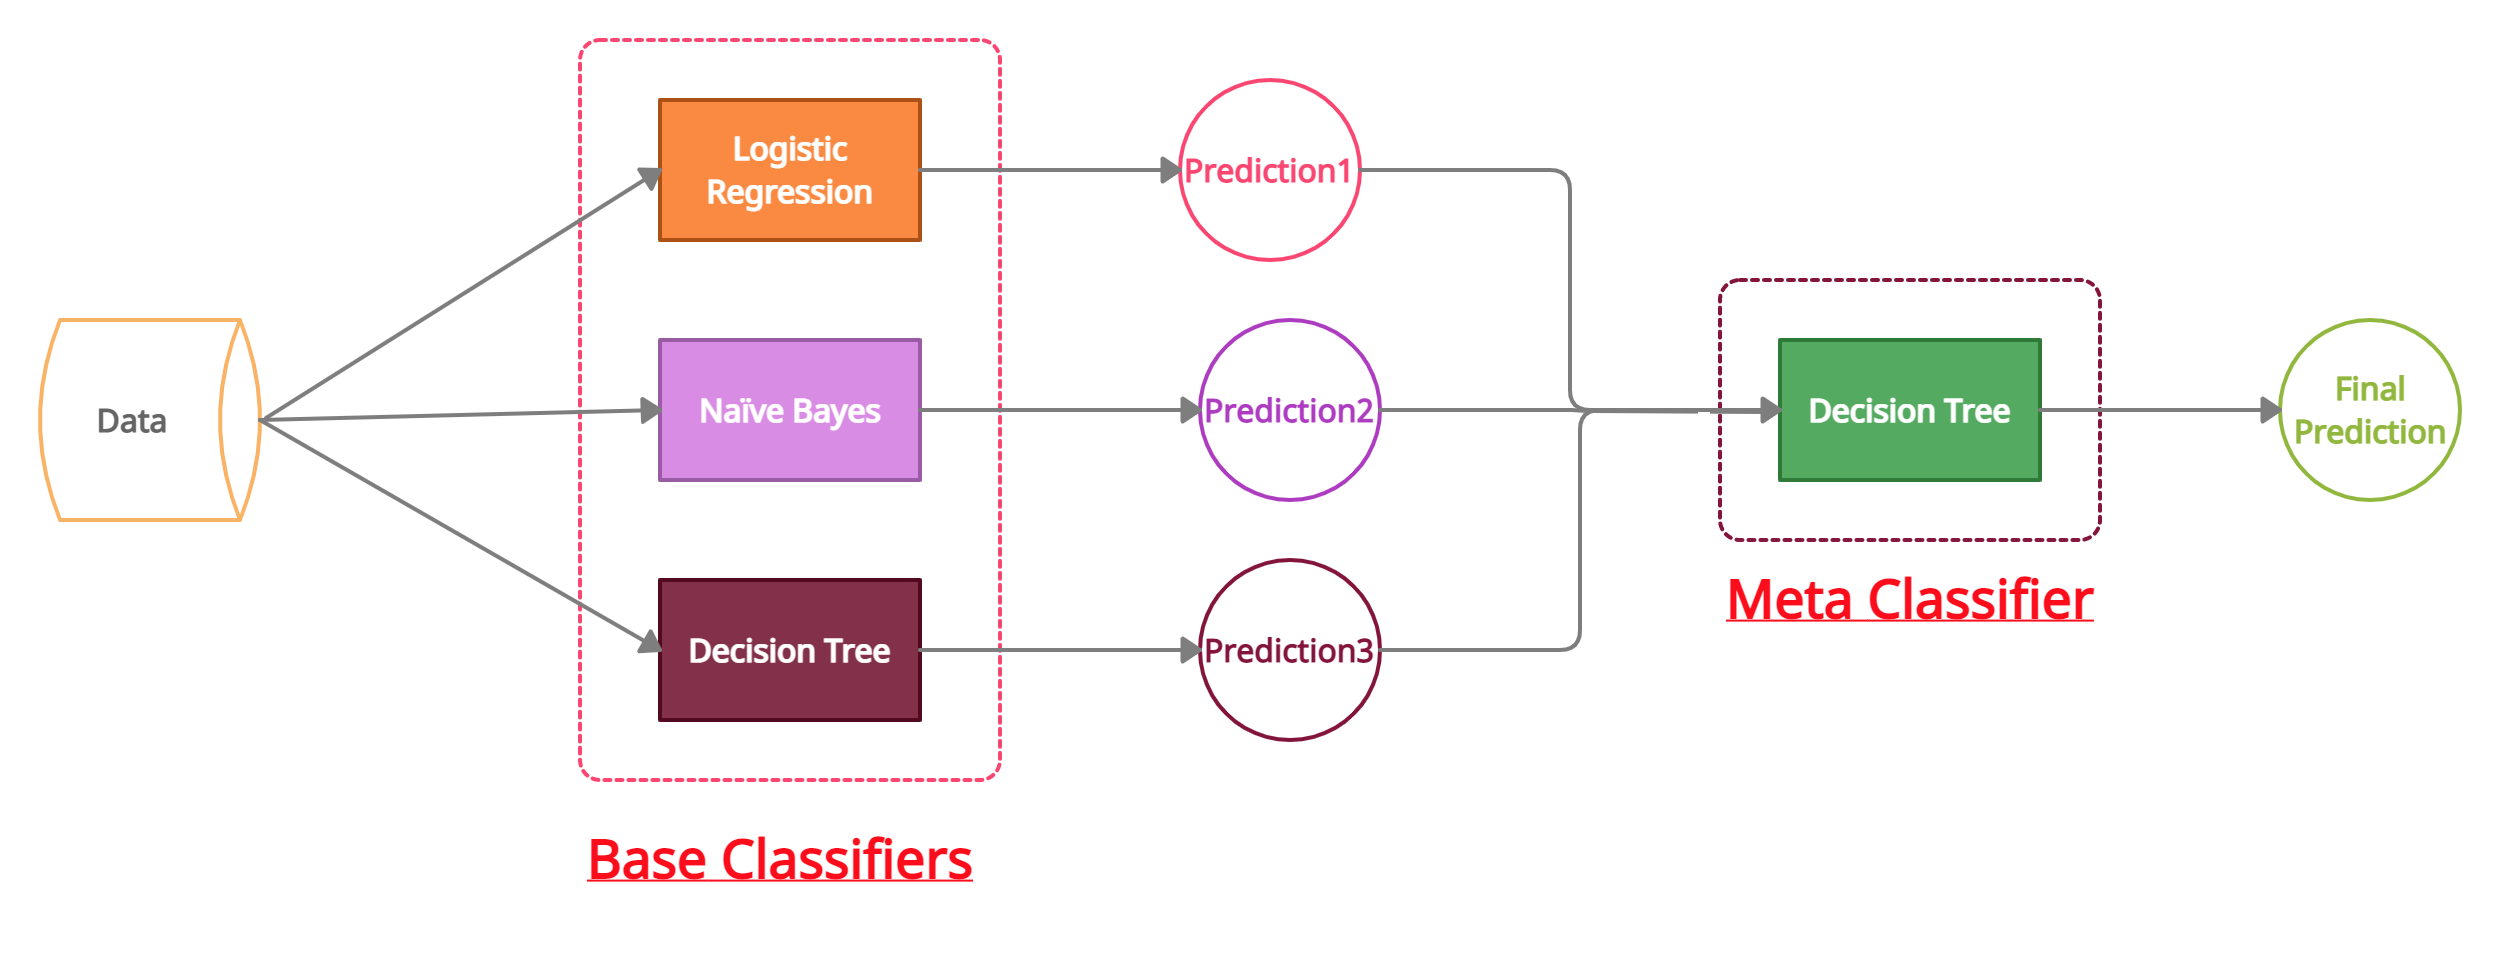 Data
Logistic
Regression
Naïve Bayes
Decision Tree
Base Classifiers
Prediction1
Prediction2
Prediction3
Decision Tree
Meta Classifier
Final
Prediction